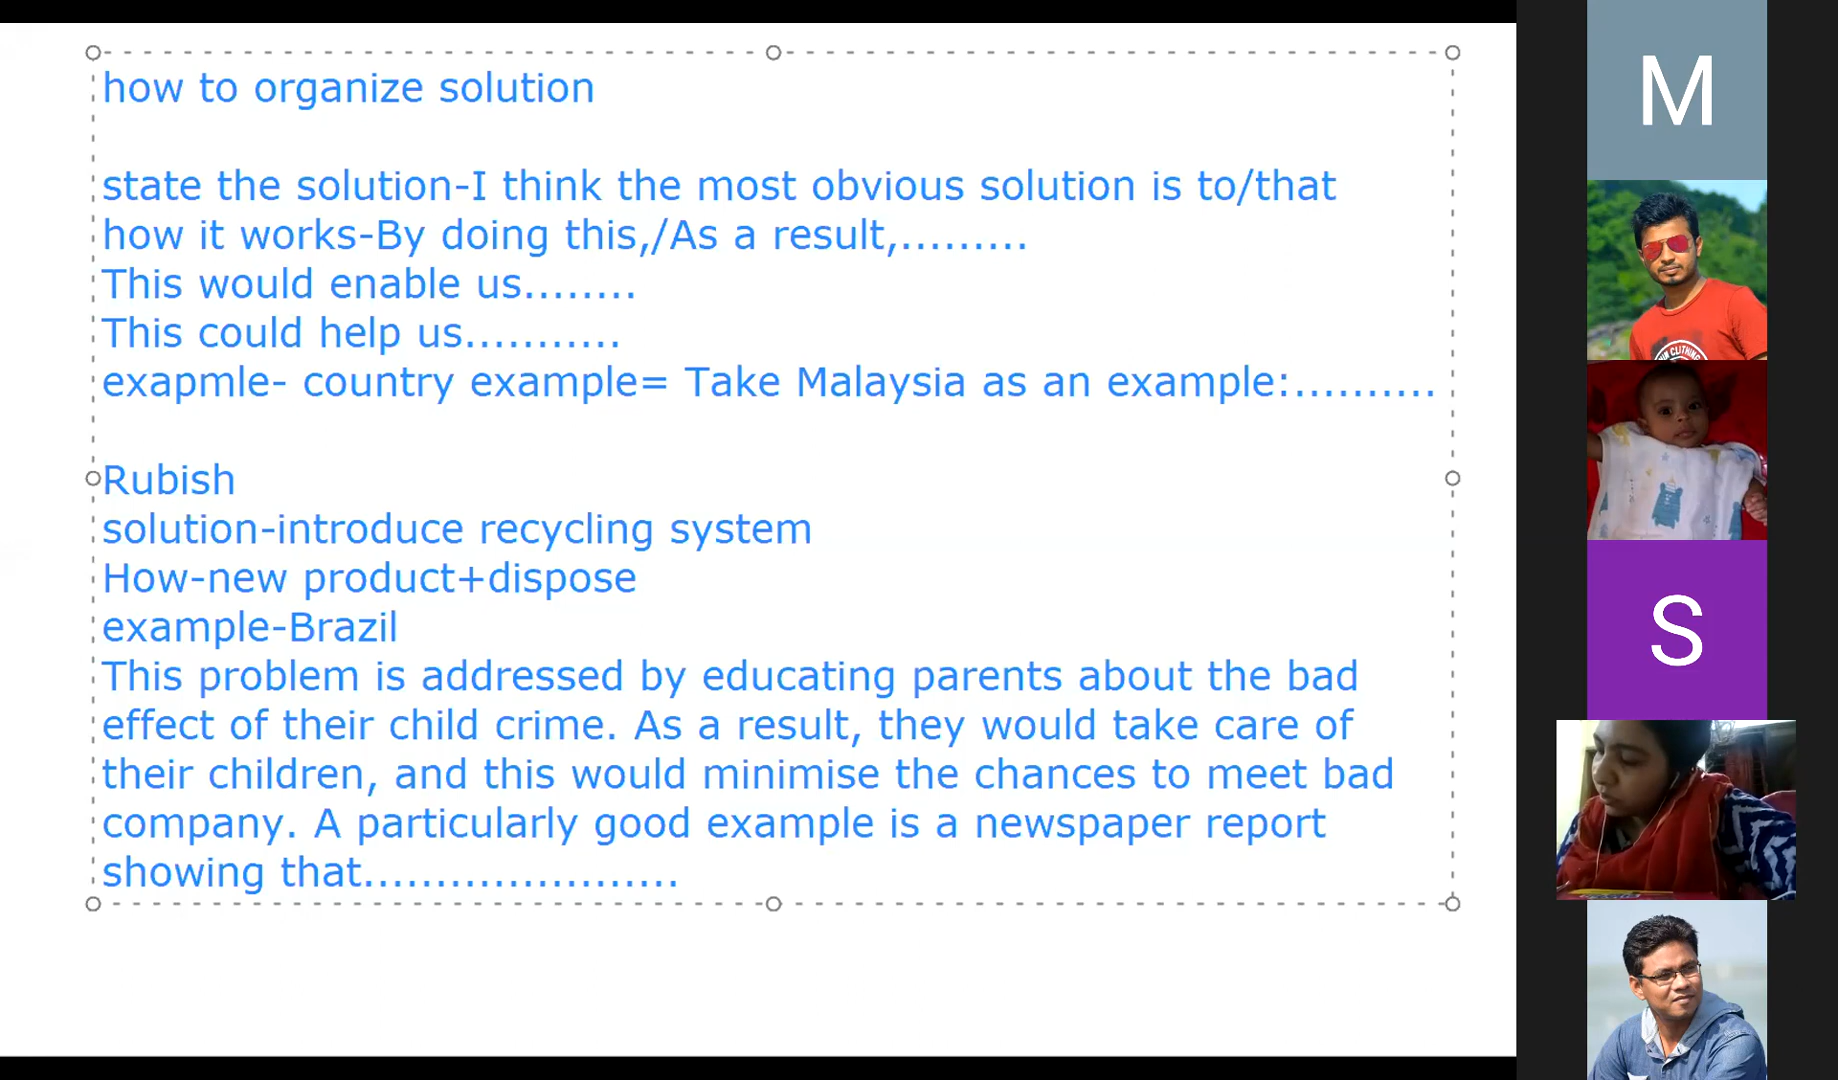 how to organize solution
state the solution-I think the most obvious solution is to/that
how it works-By doing this,/As a result,.........
This would enable us........
This could help us...........
exapmle- country example= Take Malaysia as an example:..........
Rubish
solution-introduce recycling system
How-new product+dispose
example-Brazil
This problem is addressed by educating parents about the bad
effect of their child crime. As a result, they would take care of
their children, and this would minimise the chances to meet bad
company. A particularly good example is a newspaper report
showing that......................
M
S